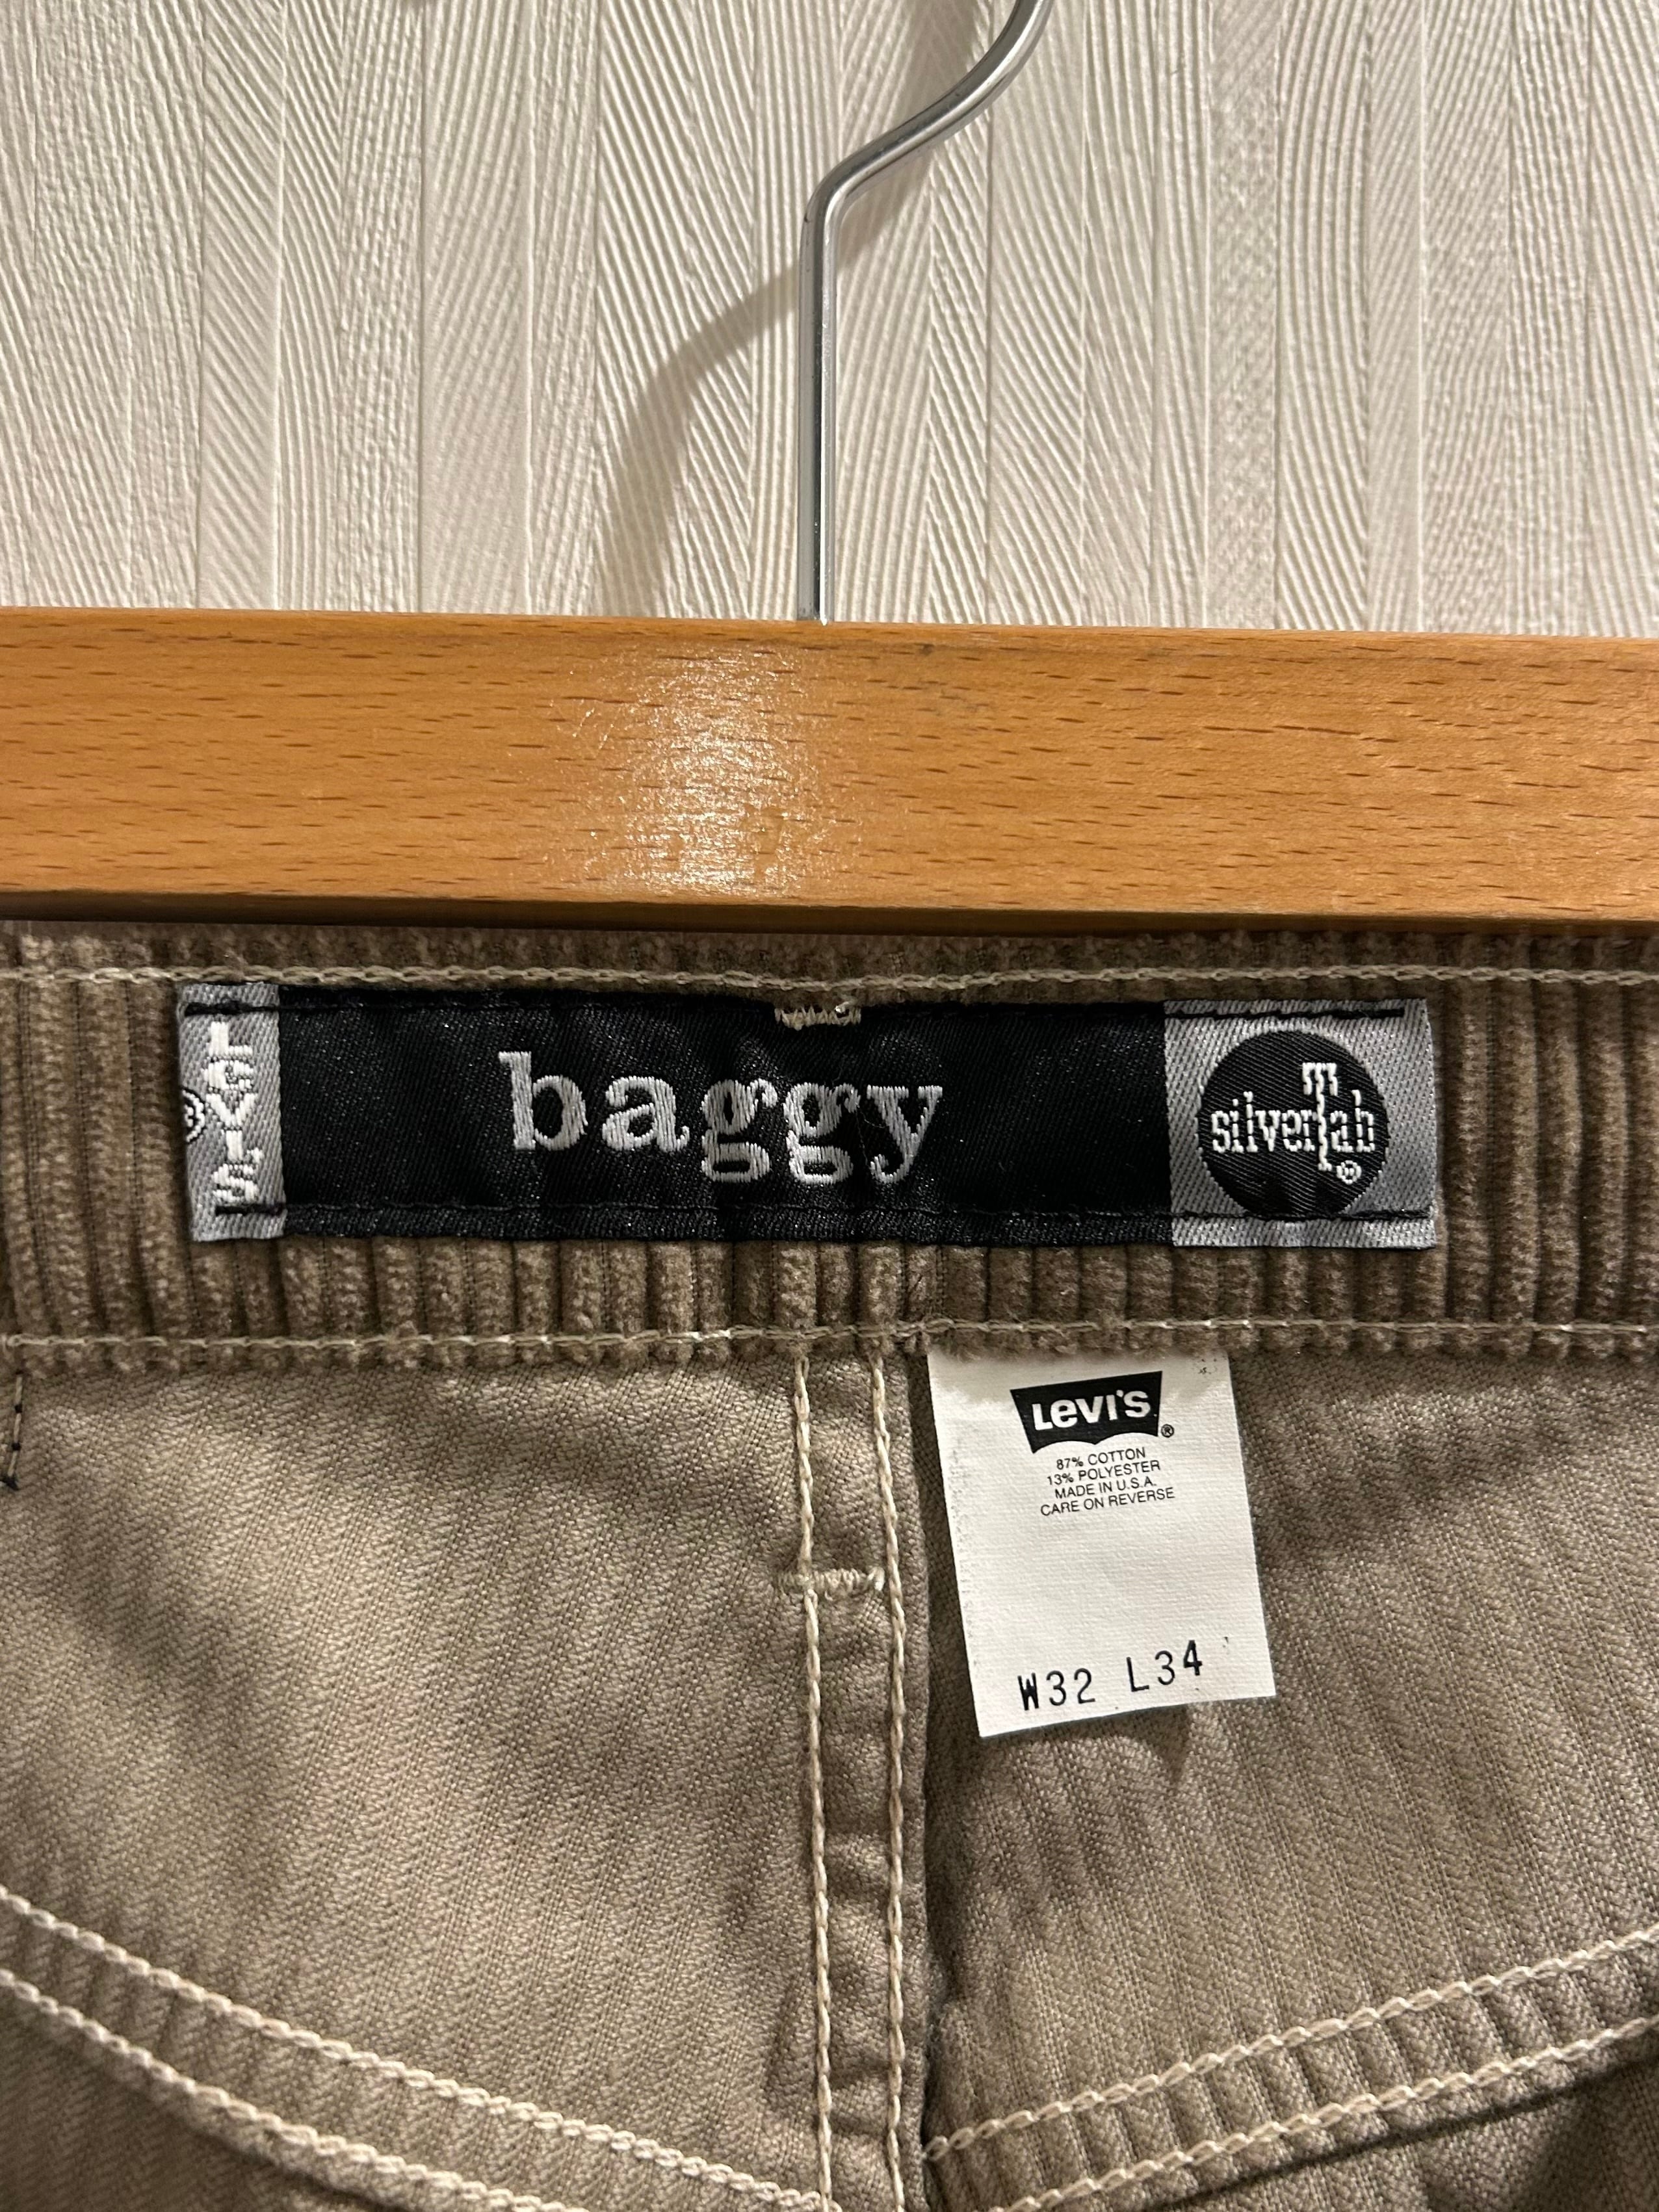 LEVI'S
®
baggy
silverTab
®
LEVI'S
®
87% COTTON
13% POLYESTER
MADE IN U.S.A.
CARE ON REVERSE
W32 L34